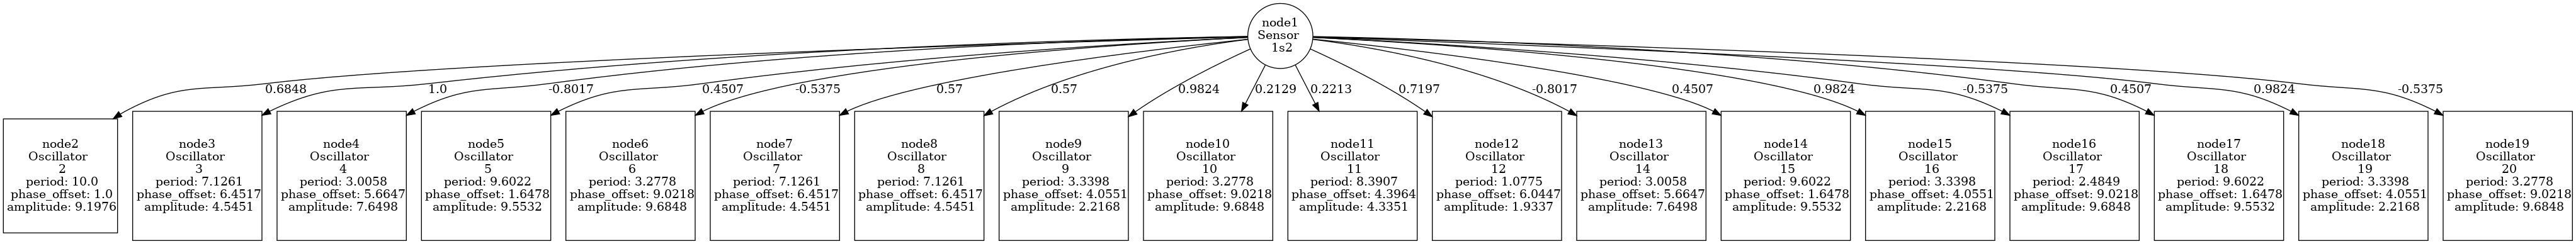 node1
Sensor
1s2
0.6848
1.0
-0.8017
0.4507
-0.5375
0.57
0.57
0.9824
0.2129
0.2213
0.7197
-0.8017
0.4507
0.9824
-0.5375
0.4507
0.9824
-0.5375
node2
Oscillator
2
period: 10.0
phase_offset: 1.0
amplitude: 9.1976
node3
Oscillator
3
period: 7.1261
phase_offset: 6.4517
amplitude: 4.5451
node4
Oscillator
4
period: 3.0058
phase_offset: 5.6647
amplitude: 7.6498
node5
Oscillator
5
period: 9.6022
phase_offset: 1.6478
amplitude: 9.5532
node6
Oscillator
6
period: 3.2778
phase_offset: 9.0218
amplitude: 9.6848
node7
Oscillator
7
period: 7.1261
phase_offset: 6.4517
amplitude: 4.5451
node8
Oscillator
8
period: 7.1261
phase_offset: 6.4517
amplitude: 4.5451
node9
Oscillator
9
period: 3.3398
phase_offset: 4.0551
amplitude: 2.2168
node10
Oscillator
10
period: 3.2778
phase_offset: 9.0218
amplitude: 9.6848
node11
Oscillator
11
period: 8.3907
phase_offset: 4.3964
amplitude: 4.3351
node12
Oscillator
12
period: 1.0775
phase_offset: 6.0447
amplitude: 1.9337
node13
Oscillator
14
period: 3.0058
phase_offset: 5.6647
amplitude: 7.6498
node14
Oscillator
15
period: 9.6022
phase_offset: 1.6478
amplitude: 9.5532
node15
Oscillator
16
period: 3.3398
phase_offset: 4.0551
amplitude: 2.2168
node16
Oscillator
17
period: 2.4849
phase_offset: 9.0218
amplitude: 9.6848
node17
Oscillator
18
period: 9.6022
phase_offset: 1.6478
amplitude: 9.5532
node18
Oscillator
19
period: 3.3398
phase_offset: 4.0551
amplitude: 2.2168
node19
Oscillator
20
period: 3.2778
phase_offset: 9.0218
amplitude: 9.6848